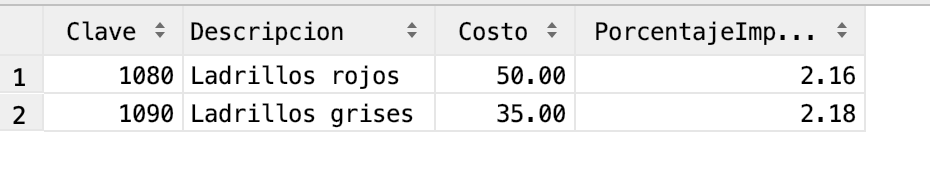 Clave Descripcion Costo PorcentajeImp...
1 1080 Ladrillos rojos 50.00 2.16
2 1090 Ladrillos grises 35.00 2.18